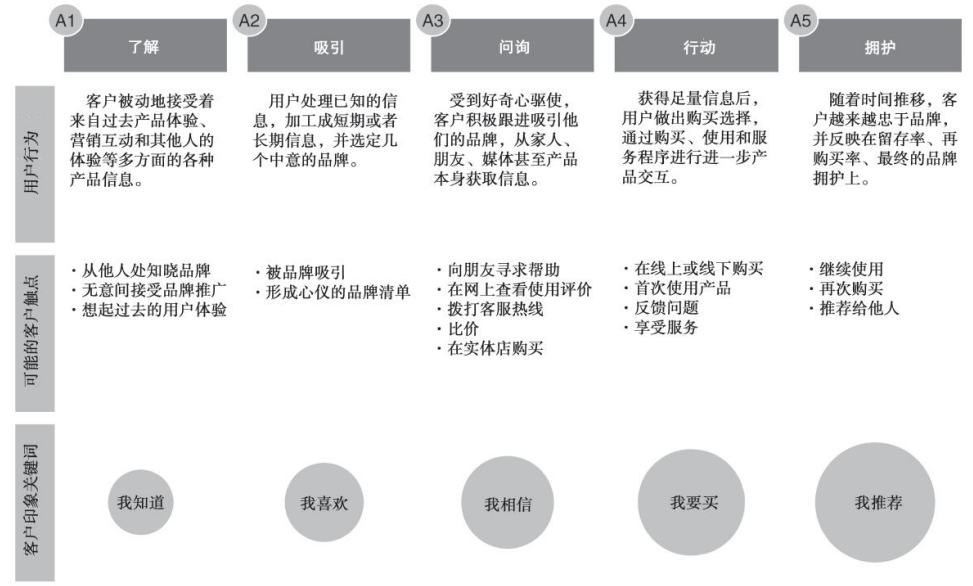 A1
了解
A2
吸引
A3
问询
A4
行动
A5
拥护
用户行为
客户被动地接受着
来自过去产品体验、
营销互动和其他人的
体验等多方面的各种
产品信息。
用户处理已知的信
息，加工成短期或者
长期信息，并选定几
个中意的品牌。
受到好奇心驱使，
客户积极跟进吸引他
们的品牌，从家人、
朋友、媒体甚至产品
本身获取信息。
获得足量信息后，
用户做出购买选择，
通过购买、使用和服
务程序进行进一步产
品交互。
随着时间推移，客
户越来越忠于品牌，
并反映在留存率、再
购买率、最终的品牌
拥护上。
可能的客户触点
·从他人处知晓品牌
·无意间接受品牌推广
·想起过去的用户体验
·被品牌吸引
·形成心仪的品牌清单
·向朋友寻求帮助
·在网上查看使用评价
·拨打客服热线
·比价
·在实体店购买
·在线上或线下购买
·首次使用产品
·反馈问题
·享受服务
·继续使用
·再次购买
·推荐给他人
客户印象关键词
我知道
我喜欢
我相信
我要买
我推荐